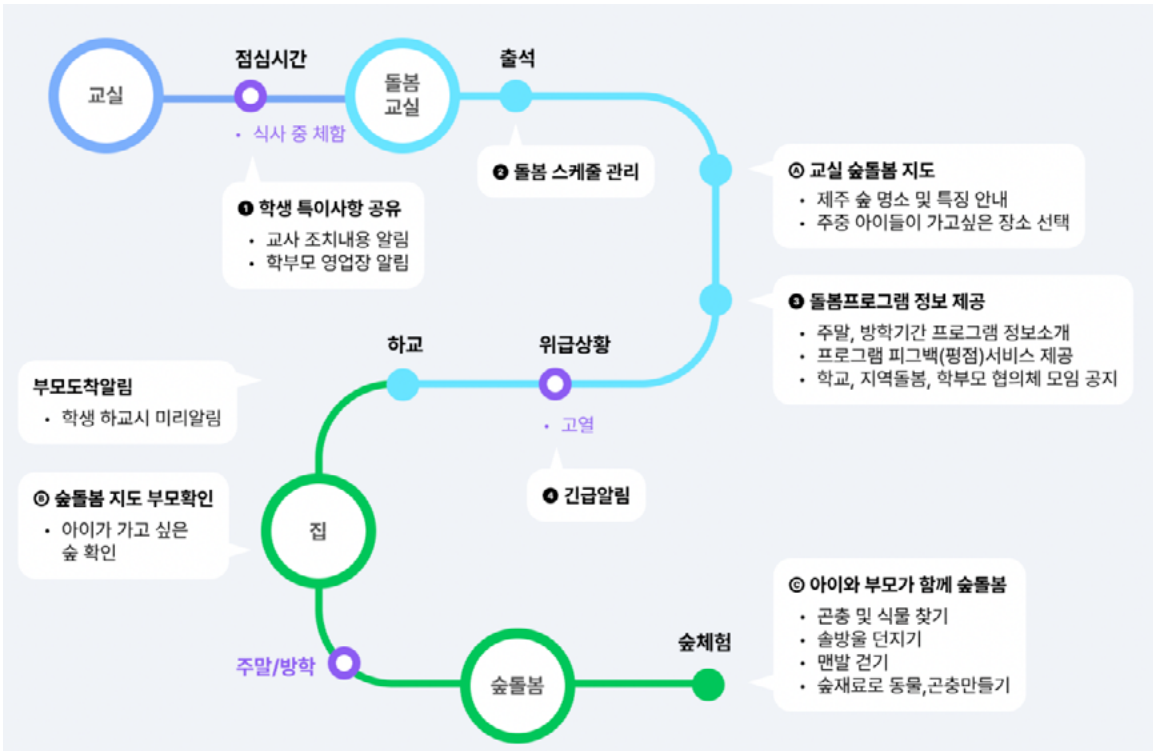 교실
점심시간
• 식사 중 체함
❶ 학생 특이사항 공유
• 교사 조치내용 알림
• 학부모 영업장 알림
돌봄
교실
출석
❷ 돌봄 스케줄 관리
Ⓐ 교실 숲돌봄 지도
• 제주 숲 명소 및 특징 안내
• 주중 아이들이 가고싶은 장소 선택
❸ 돌봄프로그램 정보 제공
• 주말, 방학기간 프로그램 정보소개
• 프로그램 피그백(평점)서비스 제공
• 학교, 지역돌봄, 학부모 협의체 모임 공지
위급상황
• 고열
❹ 긴급알림
하교
부모도착알림
• 학생 하교시 미리알림
Ⓑ 숲돌봄 지도 부모확인
• 아이가 가고 싶은
숲 확인
집
주말/방학
숲돌봄
숲체험
Ⓒ 아이와 부모가 함께 숲돌봄
• 곤충 및 식물 찾기
• 솔방울 던지기
• 맨발 걷기
• 숲재료로 동물,곤충만들기